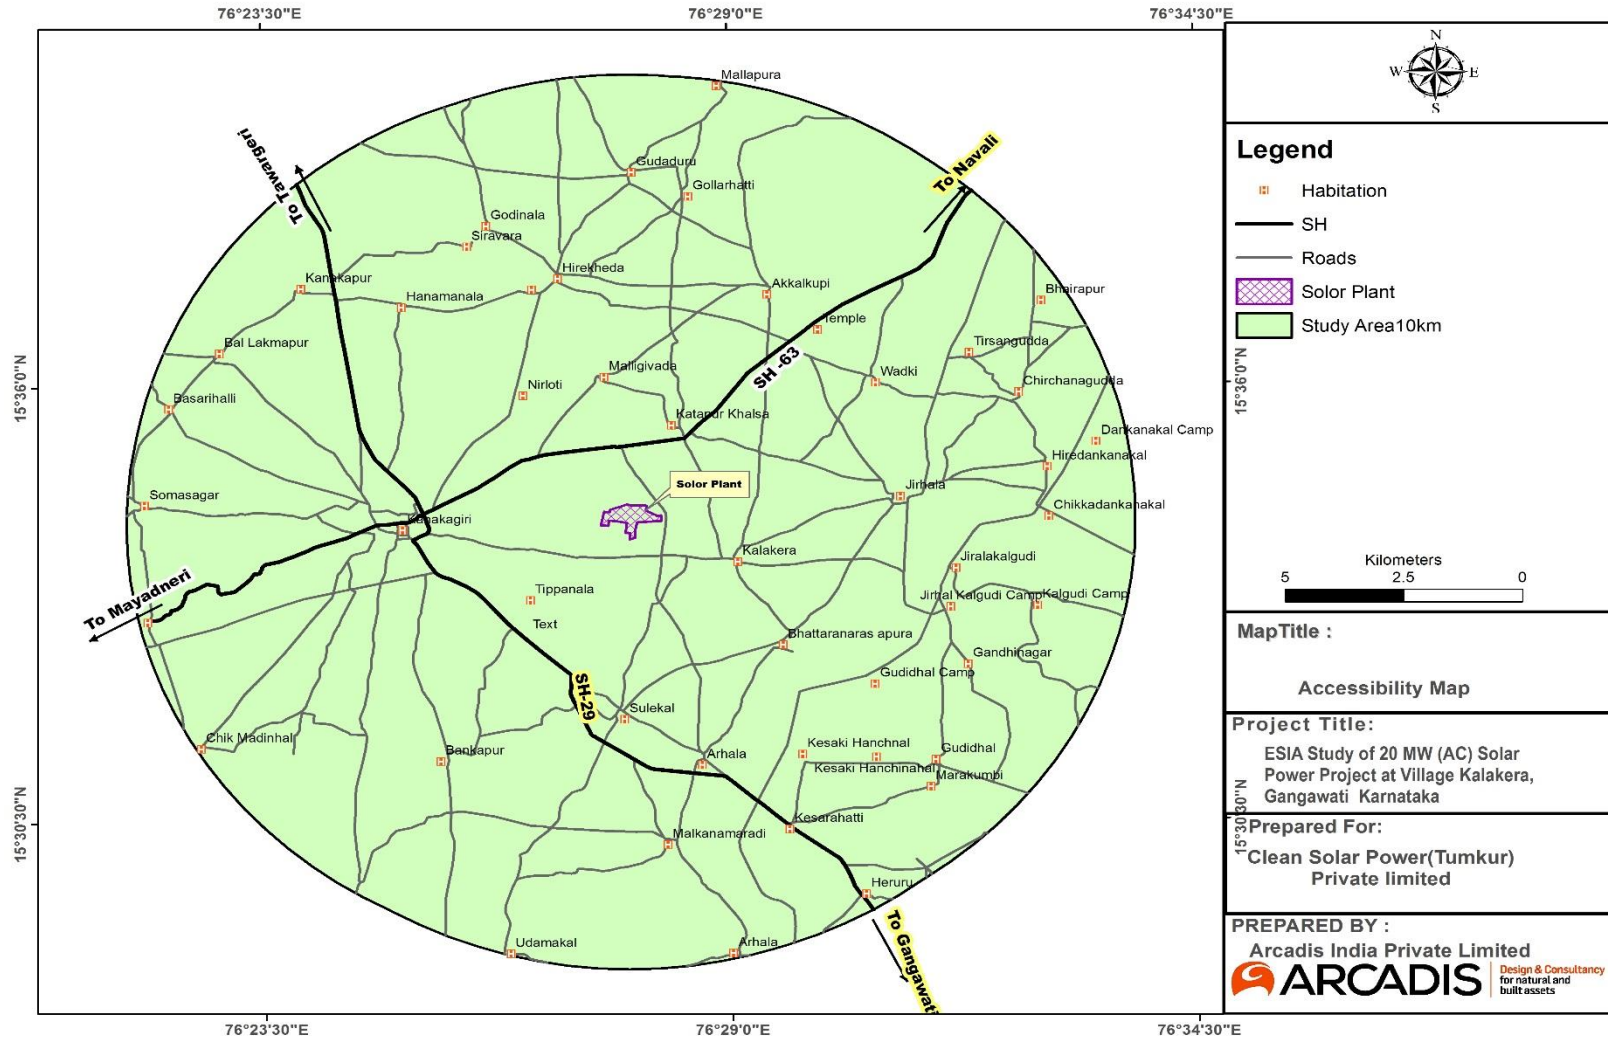 76°23'30"E
76°29'0"E
76°34'30"E
N
W
E
S
Legend
Habitation
SH
Roads
Solor Plant
Study Area10km
15°36'0"N
15°36'0"N
Mallapura
To Tawargeri
To Navali
Gudaduru
Gollarhatti
Godinala
Siravara
Hirekheda
Kanakapur
Hanamanala
Akkalkupi
Bhairapur
Temple
Bal Lakmapur
Tirsangudda
SH -63
Malligivada
Wadki
Nirloti
Chirchanagudda
Basarihalli
Katapur Khalsa
Dankanakal Camp
Hiredankanakal
Solor Plant
Somasagar
Jirhala
Chikkadankanakal
Kanakagiri
Kalakera
Jiralakalgudi
To Mayadneri
Tippanala
Jirhal Kalgudi Camp
Kalgudi Camp
Text
Bhattaranaras apura
Gandhinagar
Gudidhal Camp
SH-29
Sulekal
Chik Madinhal
Bankapur
Arhala
Kesaki Hanchnal
Gudidhal
Kesaki Hanchinahal
Marakumbi
Kesarahatti
Malkanamaradi
Heruru
Udamakal
Arhala
To Gangawati
15°30'30"N
15°30'30"N
76°23'30"E
76°29'0"E
76°34'30"E
Kilometers
5
2.5
0
MapTitle :
Accessibility Map
Project Title:
ESIA Study of 20 MW (AC) Solar
Power Project at Village Kalakera,
Gangawati Karnataka
Prepared For:
Clean Solar Power(Tumkur)
Private limited
PREPARED BY :
Arcadis India Private Limited
ARCADIS
Design & Consultancy
for natural and
built assets